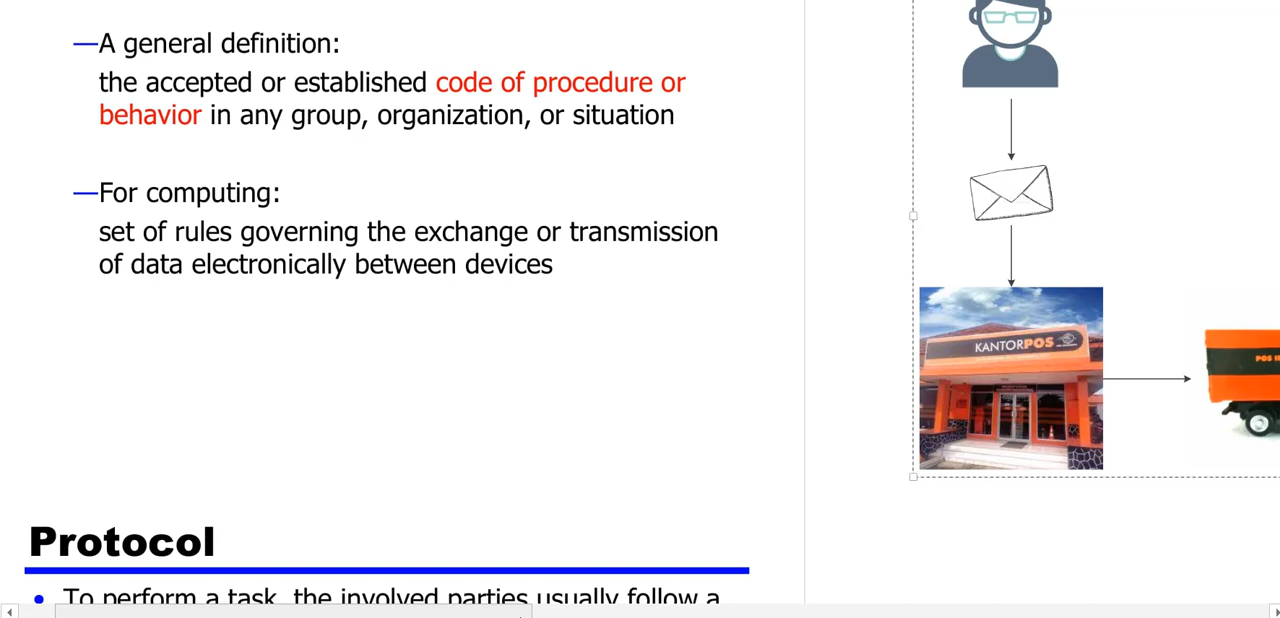 —A general definition:
the accepted or established code of procedure or
behavior in any group, organization, or situation
—For computing:
set of rules governing the exchange or transmission
of data electronically between devices
KANTORPOS
POS
Protocol
• To perform a task, the involved parties usually follow a